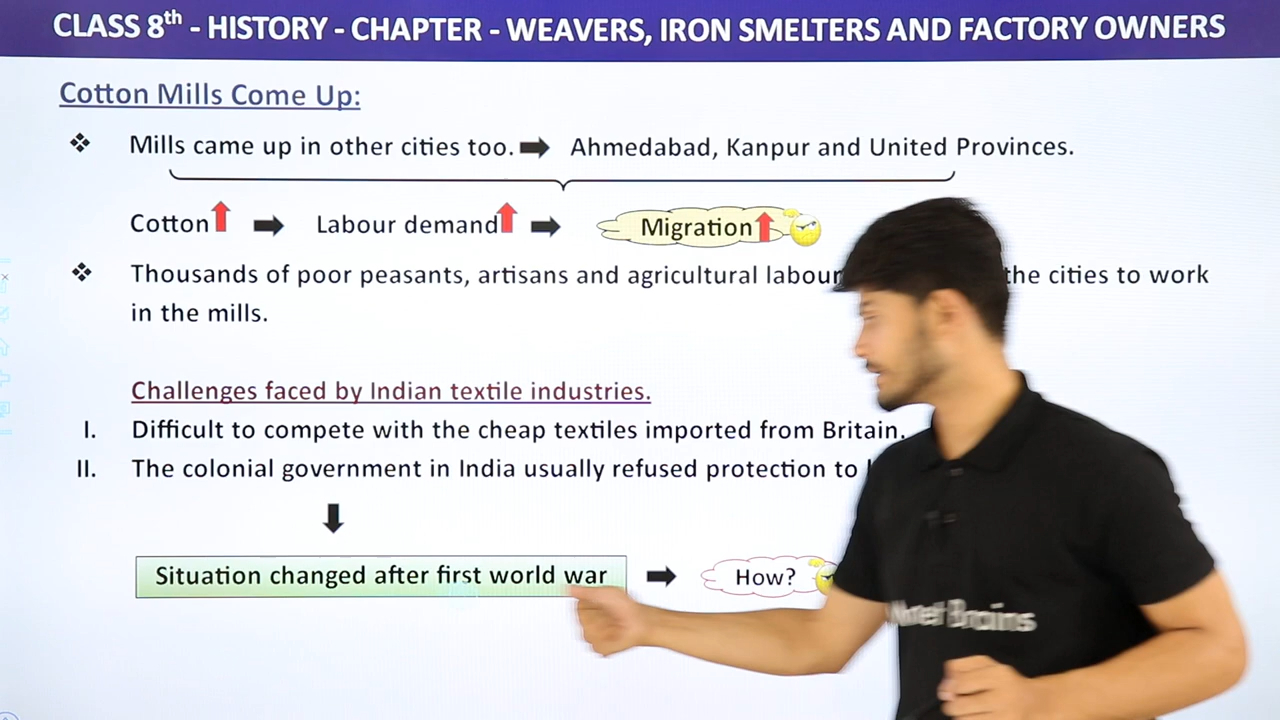 CLASS 8th - HISTORY - CHAPTER - WEAVERS, IRON SMELTERS AND FACTORY OWNERS
Cotton Mills Come Up:
Mills came up in other cities too. Ahmedabad, Kanpur and United Provinces.
Cotton Labour demand Migration
Thousands of poor peasants, artisans and agricultural the cities to work
in the mills.
Challenges faced by Indian textile industries.
I. Difficult to compete with the cheap textiles imported from Britain.
II. The colonial government in India usually refused protection to
Situation changed after first world war How?
Brains